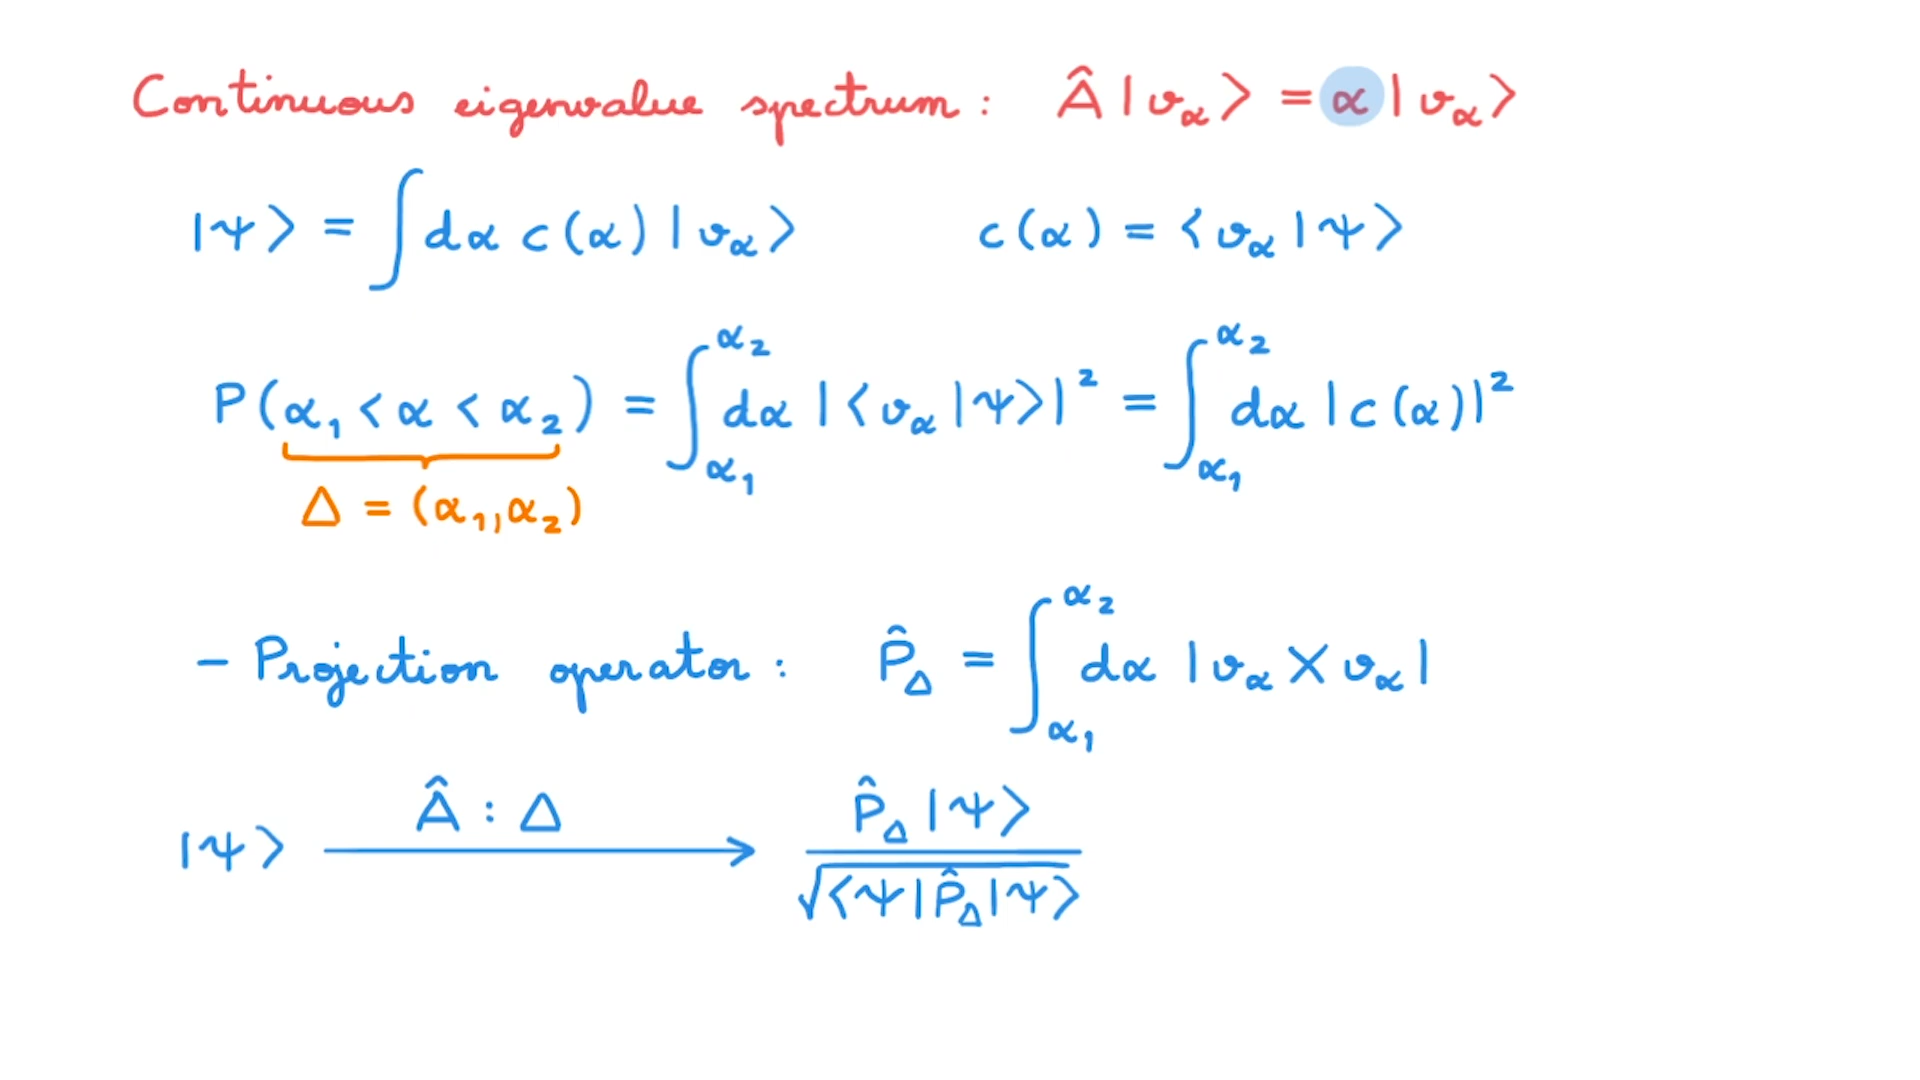 Continuous eigenvalue spectrum: Â|v_α⟩ = α|v_α⟩
|ψ⟩ = ∫ dα c(α) |v_α⟩   c(α) = ⟨v_α|ψ⟩
P(α₁ < α < α₂) = ∫_{α₁}^{α₂} dα |⟨v_α|ψ⟩|² = ∫_{α₁}^{α₂} dα |c(α)|²
Δ = (α₁, α₂)
- Projection operator: P̂_Δ = ∫_{α₁}^{α₂} dα |v_α⟩⟨v_α|
|ψ⟩ ⟶ Â : Δ   P̂_Δ|ψ⟩ / √⟨ψ|P̂_Δ|ψ⟩